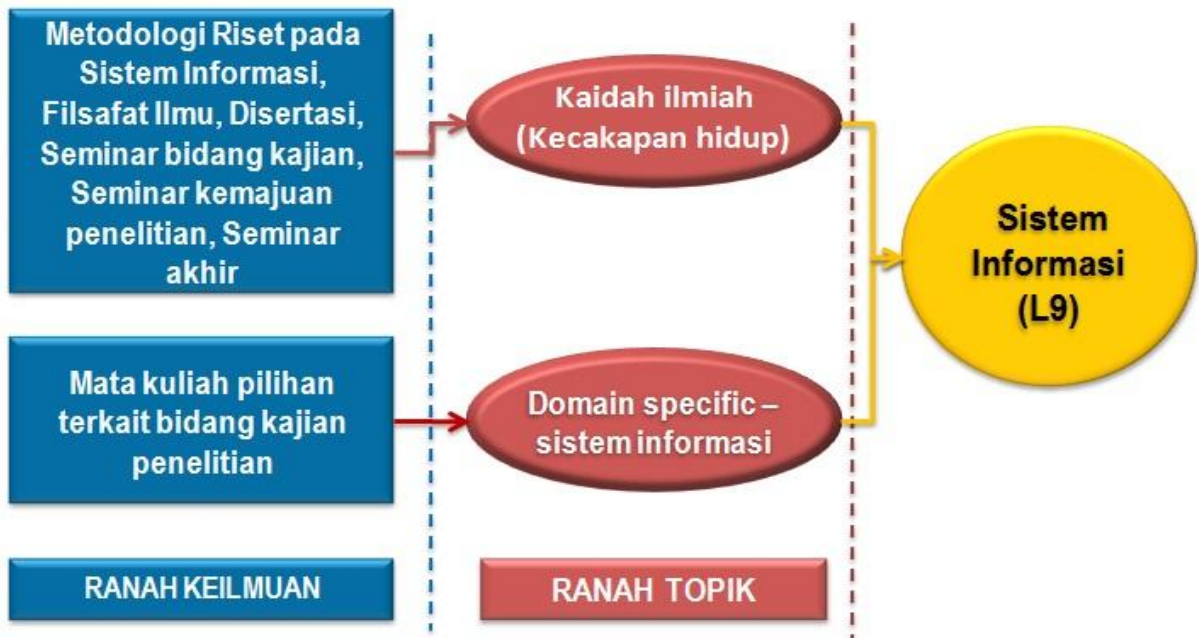 Metodologi Riset pada
Sistem Informasi,
Filsafat Ilmu, Disertasi,
Seminar bidang kajian,
Seminar kemajuan
penelitian, Seminar
akhir
Kaidah ilmiah
(Kecakapan hidup)
Sistem
Informasi
(L9)
Mata kuliah pilihan
terkait bidang kajian
penelitian
Domain specific –
sistem informasi
RANAH KEILMUAN
RANAH TOPIK